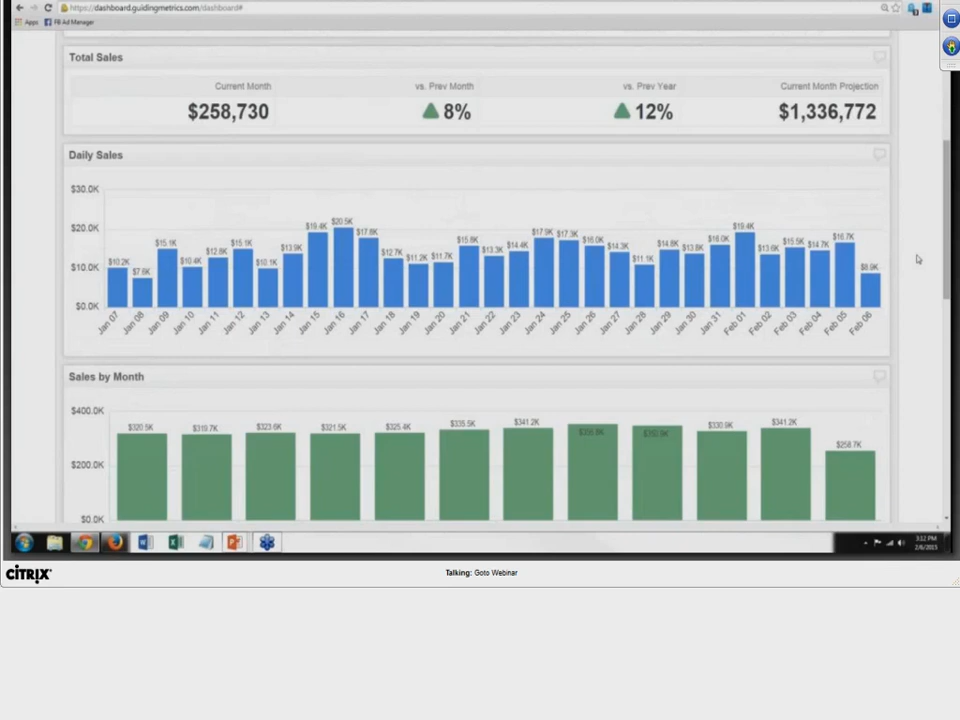 https://dashboard.guidingmetrics.com/dashboard#
Apps FB Ad Manager
Total Sales
Current Month vs. Prev Month vs. Prev Year Current Month Projection
$258,730 8% 12% $1,336,772
Daily Sales
$30.0K
$20.0K
$10.0K
$0.0K
$10.2K $7.6K $15.1K $10.4K $12.8K $15.1K $10.1K $13.9K $19.4K $20.5K $17.8K $12.7K $11.2K $11.7K $15.8K $13.3K $14.4K $17.9K $17.3K $16.0K $14.3K $11.1K $14.8K $13.8K $16.0K $19.4K $13.6K $15.5K $14.7K $16.7K $8.9K
Jan 07 Jan 08 Jan 09 Jan 10 Jan 11 Jan 12 Jan 13 Jan 14 Jan 15 Jan 16 Jan 17 Jan 18 Jan 19 Jan 20 Jan 21 Jan 22 Jan 23 Jan 24 Jan 25 Jan 26 Jan 27 Jan 28 Jan 29 Jan 30 Jan 31 Feb 01 Feb 02 Feb 03 Feb 04 Feb 05 Feb 06
Sales by Month
$400.0K
$200.0K
$0.0K
$320.5K $319.7K $323.6K $321.5K $325.4K $335.5K $341.2K $330.9K $341.2K $258.7K
3:12 PM
2/6/2015
CITRIX
Talking: Goto Webinar